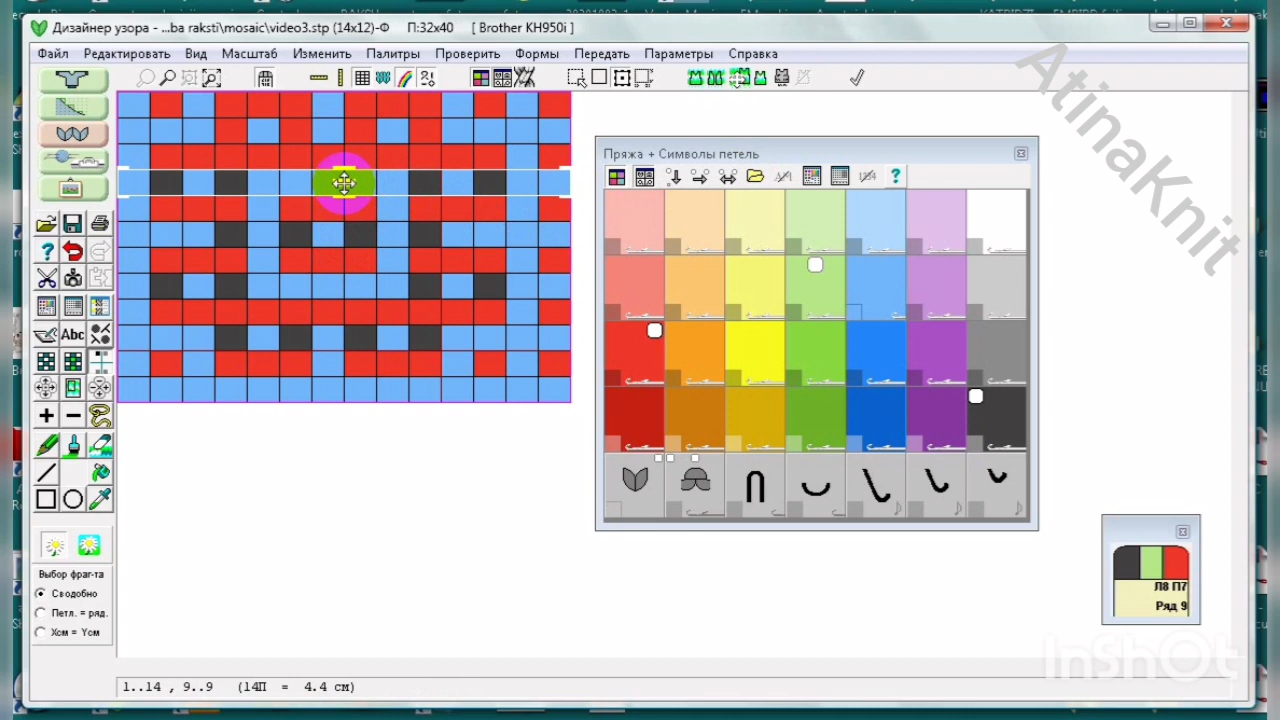 Дизайнер узора - ...ba raksti\mosaic\video3.stp (14x12)-Ф П:32x40 [ Brother KH950i ]
Файл Редактировать Вид Масштаб Изменить Палитры Проверить Формы Передать Параметры Справка
Пряжа + Символы петель
Abc
Выбор фраг-та
Свободно
Петл. = ряд.
Xсм = Yсм
Л8 П7
Ряд 9
1..14 , 9..9 (14П = 4.4 см)
AtinaKnit
InShOt